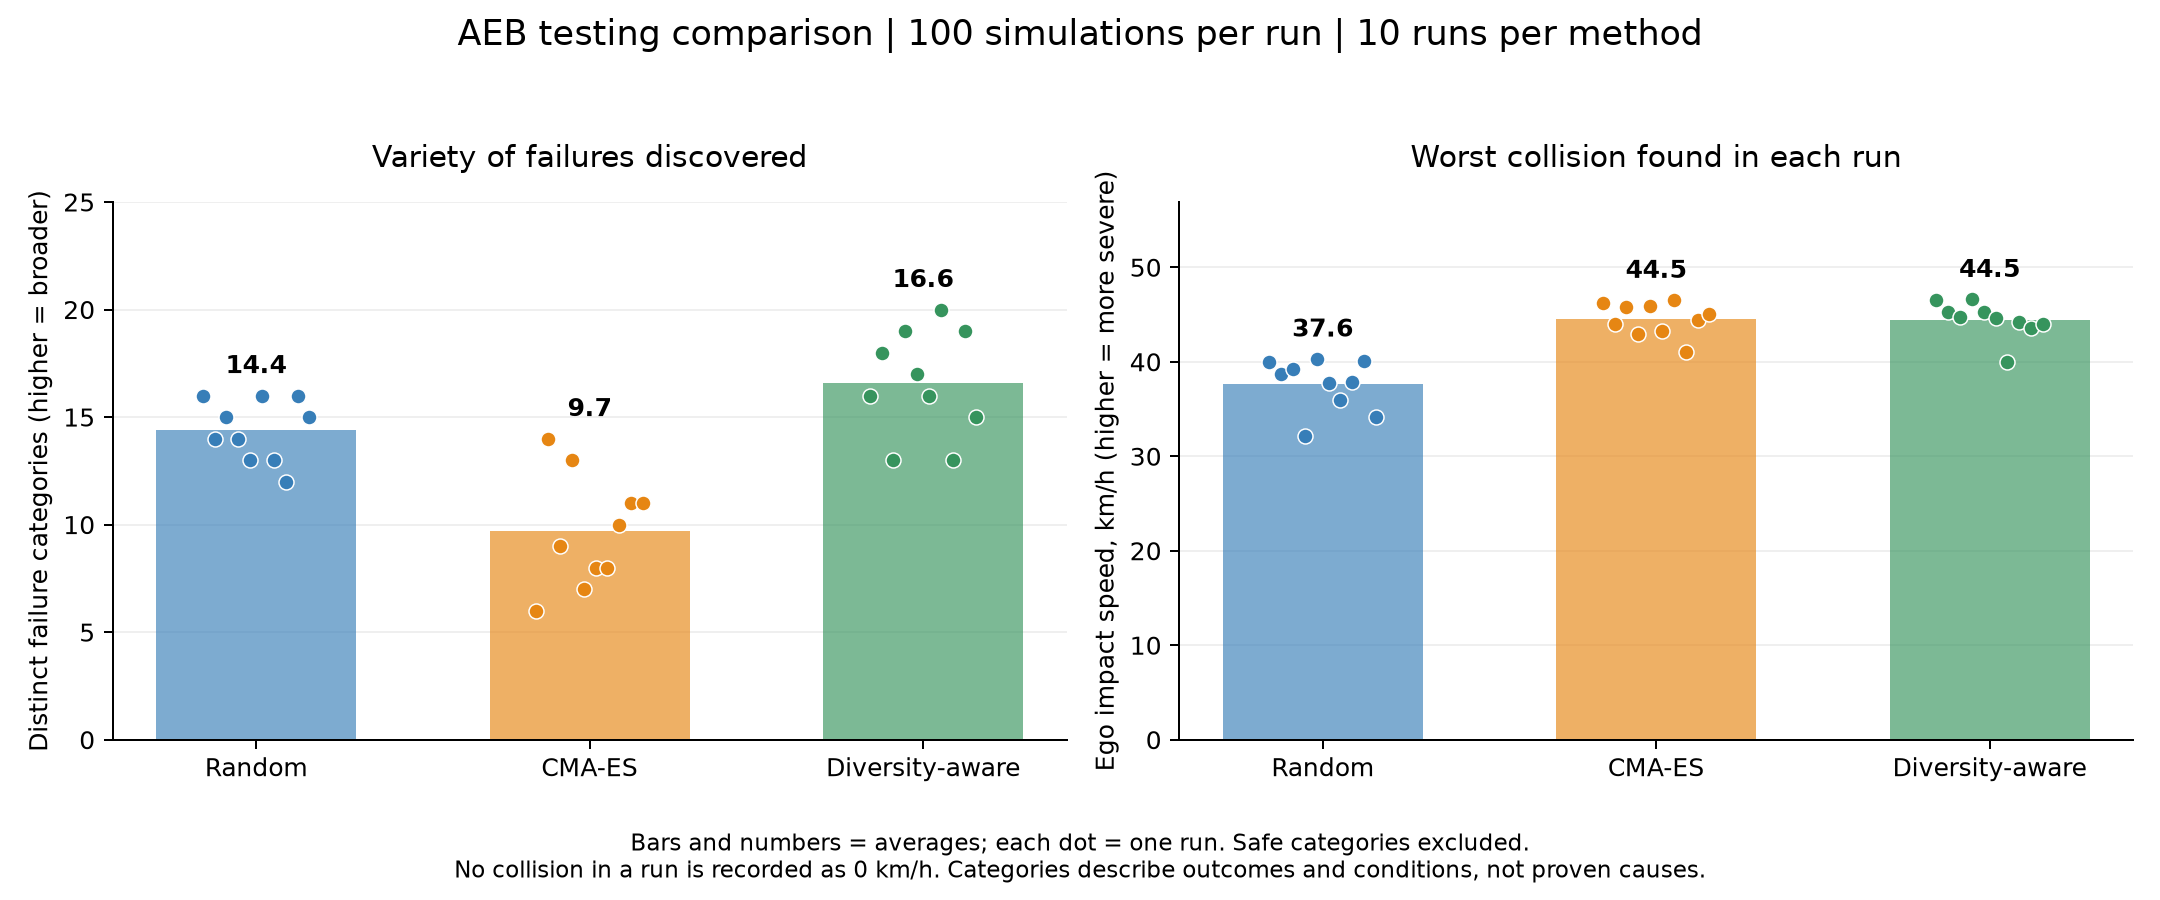 AEB testing comparison | 100 simulations per run | 10 runs per method
Variety of failures discovered
Distinct failure categories (higher = broader)
25
20
15
10
5
0
14.4
9.7
16.6
Random
CMA-ES
Diversity-aware
Worst collision found in each run
Ego impact speed, km/h (higher = more severe)
50
40
30
20
10
0
37.6
44.5
44.5
Random
CMA-ES
Diversity-aware
Bars and numbers = averages; each dot = one run. Safe categories excluded.
No collision in a run is recorded as 0 km/h. Categories describe outcomes and conditions, not proven causes.